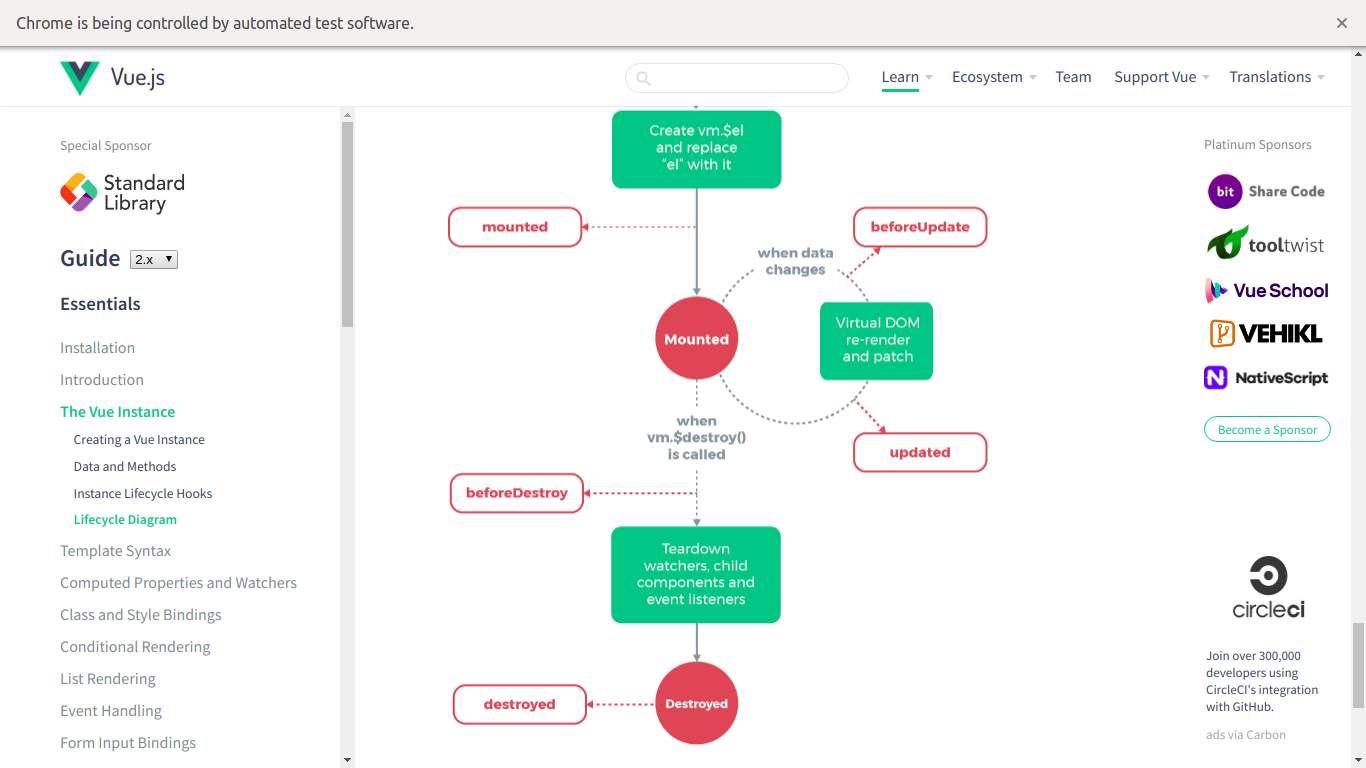 Chrome is being controlled by automated test software.
Vue.js
Learn
Ecosystem
Team
Support Vue
Translations
Special Sponsor
Standard
Library
Guide
2.x
Essentials
Installation
Introduction
The Vue Instance
Creating a Vue Instance
Data and Methods
Instance Lifecycle Hooks
Lifecycle Diagram
Template Syntax
Computed Properties and Watchers
Class and Style Bindings
Conditional Rendering
List Rendering
Event Handling
Form Input Bindings
Create vm.$el
and replace
“el” with it
mounted
beforeUpdate
when data
changes
Mounted
Virtual DOM
re-render
and patch
when
vm.$destroy()
is called
updated
beforeDestroy
Teardown
watchers, child
components and
event listeners
destroyed
Destroyed
Platinum Sponsors
bit Share Code
tooltwist
Vue School
VEHIKL
NativeScript
Become a Sponsor
circleci
Join over 300,000
developers using
CircleCI's integration
with GitHub.
ads via Carbon